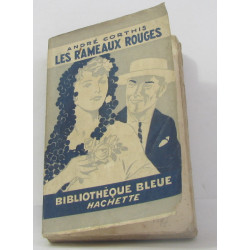 ANDRÉ CORTHIS
LES RAMEAUX ROUGES
BIBLIOTHÈQUE BLEUE
HACHETTE